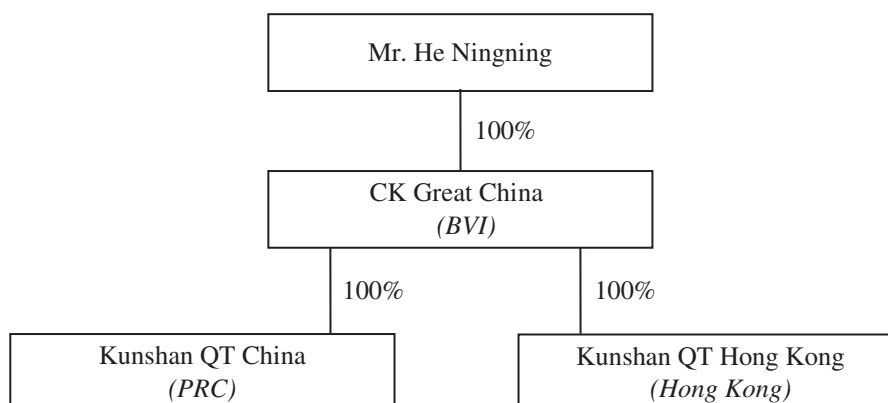 Mr. He Ningning
100%
CK Great China
(BVI)
100%
100%
Kunshan QT China
(PRC)
Kunshan QT Hong Kong
(Hong Kong)